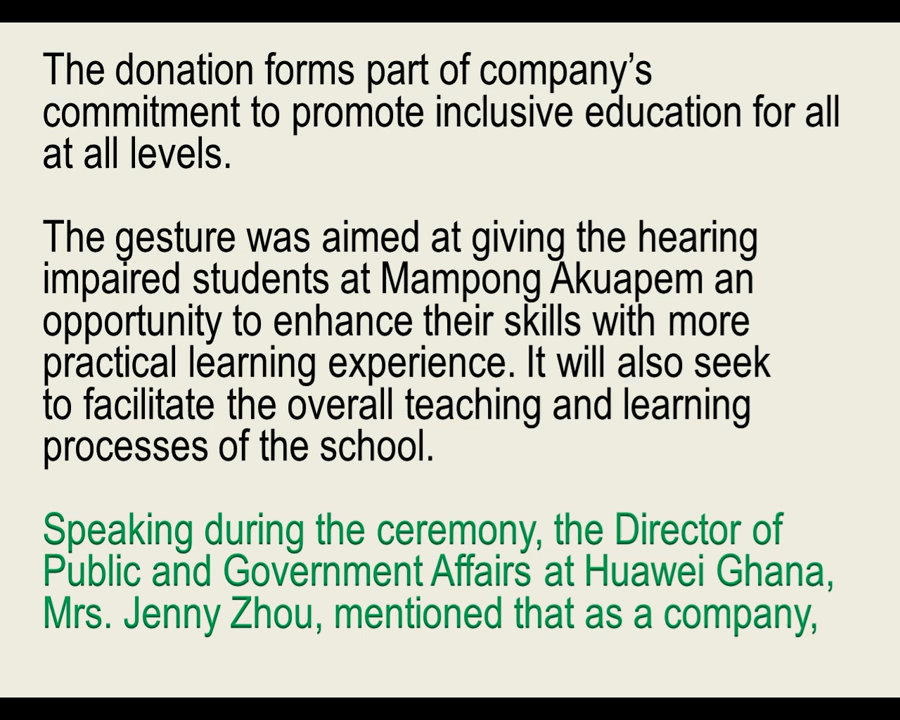 The donation forms part of company’s
commitment to promote inclusive education for all
at all levels.
The gesture was aimed at giving the hearing
impaired students at Mampong Akuapem an
opportunity to enhance their skills with more
practical learning experience. It will also seek
to facilitate the overall teaching and learning
processes of the school.
Speaking during the ceremony, the Director of
Public and Government Affairs at Huawei Ghana,
Mrs. Jenny Zhou, mentioned that as a company,